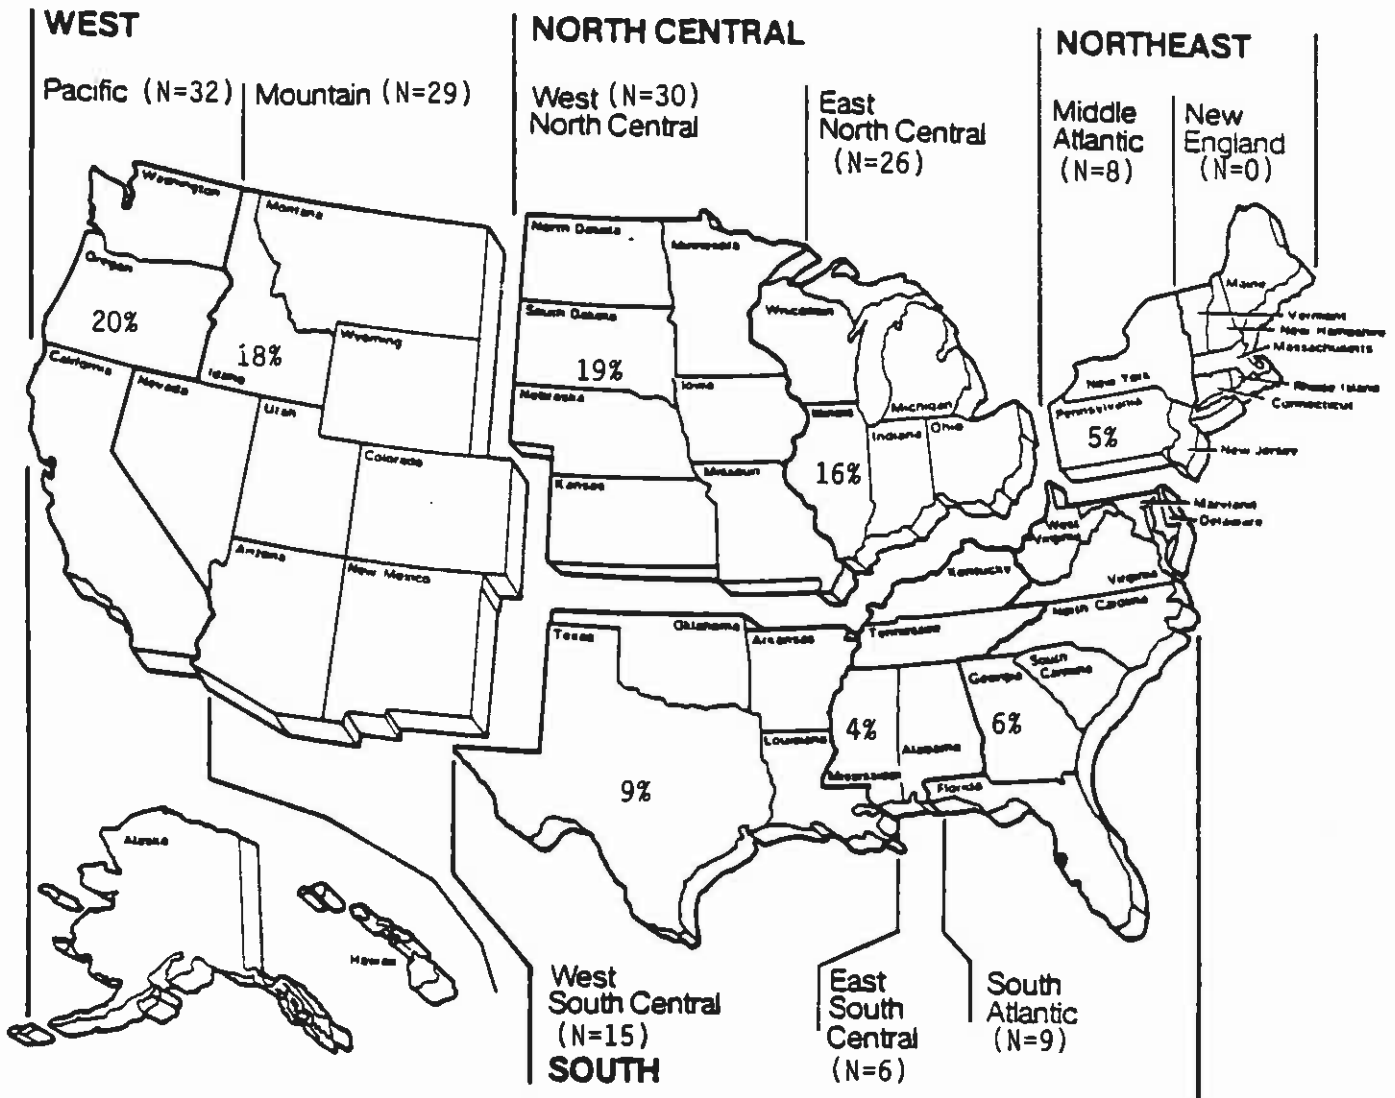 WEST
Pacific (N=32)
Mountain (N=29)
NORTH CENTRAL
West (N=30)
North Central
East
North Central
(N=26)
NORTHEAST
Middle
Atlantic
(N=8)
New
England
(N=0)
Washington
Oregon
20%
California
Nevada
Montana
Idaho
18%
Wyoming
Utah
Colorado
Arizona
New Mexico
North Dakota
Minnesota
South Dakota
19%
Nebraska
Iowa
Kansas
Missouri
Wisconsin
Michigan
Illinois
16%
Indiana
Ohio
Maine
Vermont
New Hampshire
Massachusetts
New York
Rhode Island
Connecticut
Pennsylvania
5%
New Jersey
Maryland
Delaware
West
Virginia
Virginia
Kentucky
North Carolina
Tennessee
South
Carolina
Georgia
6%
Texas
9%
Oklahoma
Arkansas
Louisiana
4%
Mississippi
Alabama
Florida
Alaska
Hawaii
West
South Central
(N=15)
SOUTH
East
South
Central
(N=6)
South
Atlantic
(N=9)